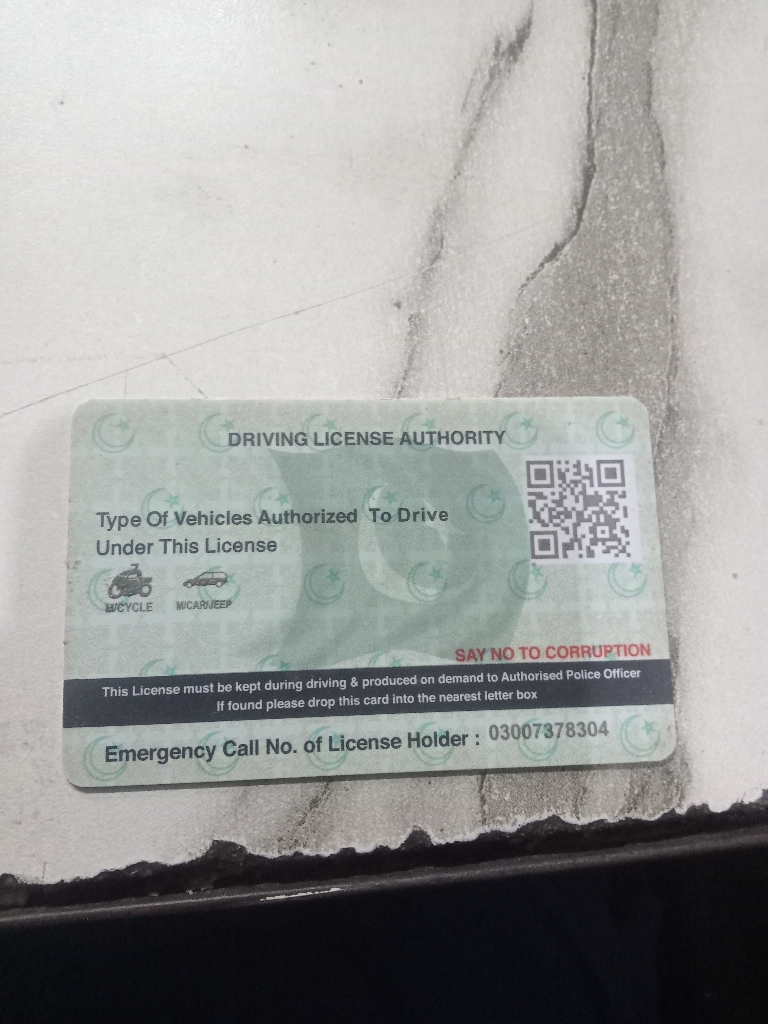 DRIVING LICENSE AUTHORITY
Type Of Vehicles Authorized To Drive
Under This License
M/CYCLE M/CAR/JEEP
SAY NO TO CORRUPTION
This License must be kept during driving & produced on demand to Authorised Police Officer
If found please drop this card into the nearest letter box
Emergency Call No. of License Holder : 03007378304